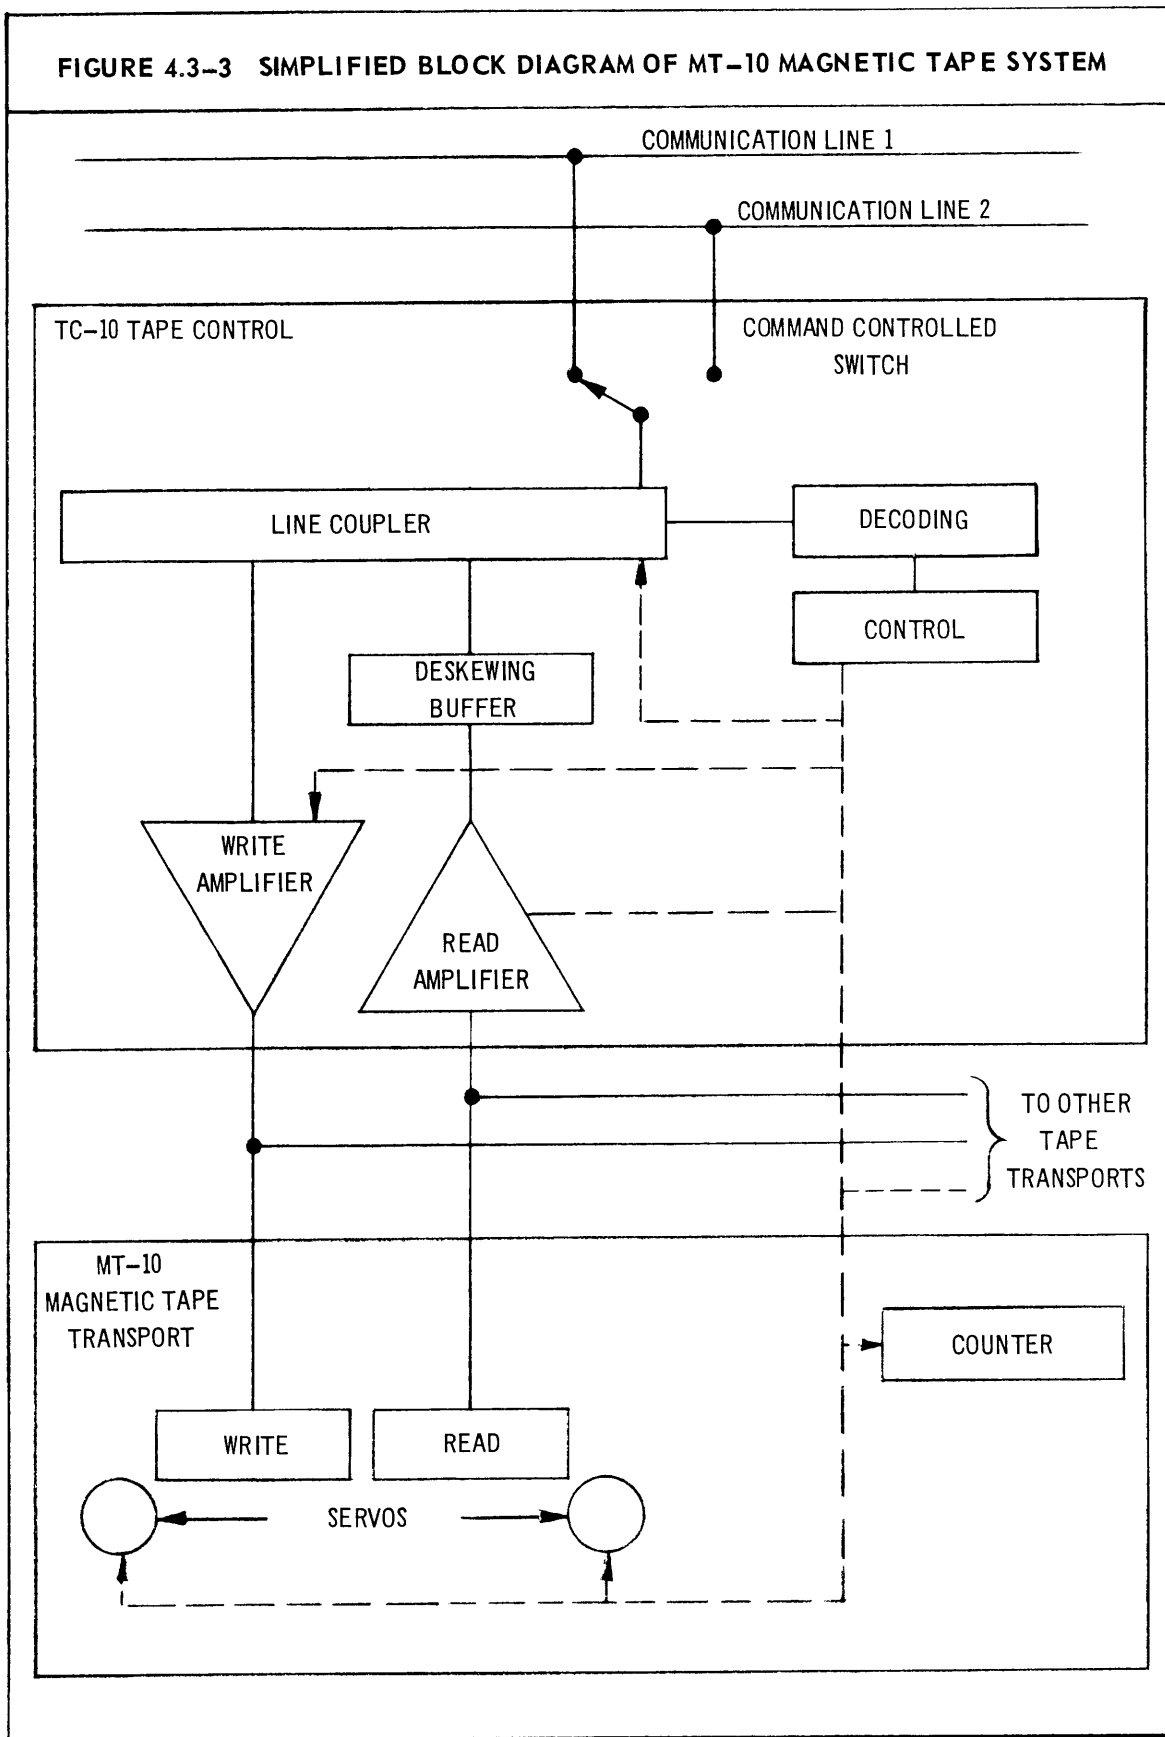 FIGURE 4.3-3 SIMPLIFIED BLOCK DIAGRAM OF MT-10 MAGNETIC TAPE SYSTEM
COMMUNICATION LINE 1
COMMUNICATION LINE 2
TC-10 TAPE CONTROL
COMMAND CONTROLLED
SWITCH
LINE COUPLER
DECODING
CONTROL
DESKEWING
BUFFER
WRITE
AMPLIFIER
READ
AMPLIFIER
TO OTHER
TAPE
TRANSPORTS
MT-10
MAGNETIC TAPE
TRANSPORT
COUNTER
WRITE
READ
SERVOS